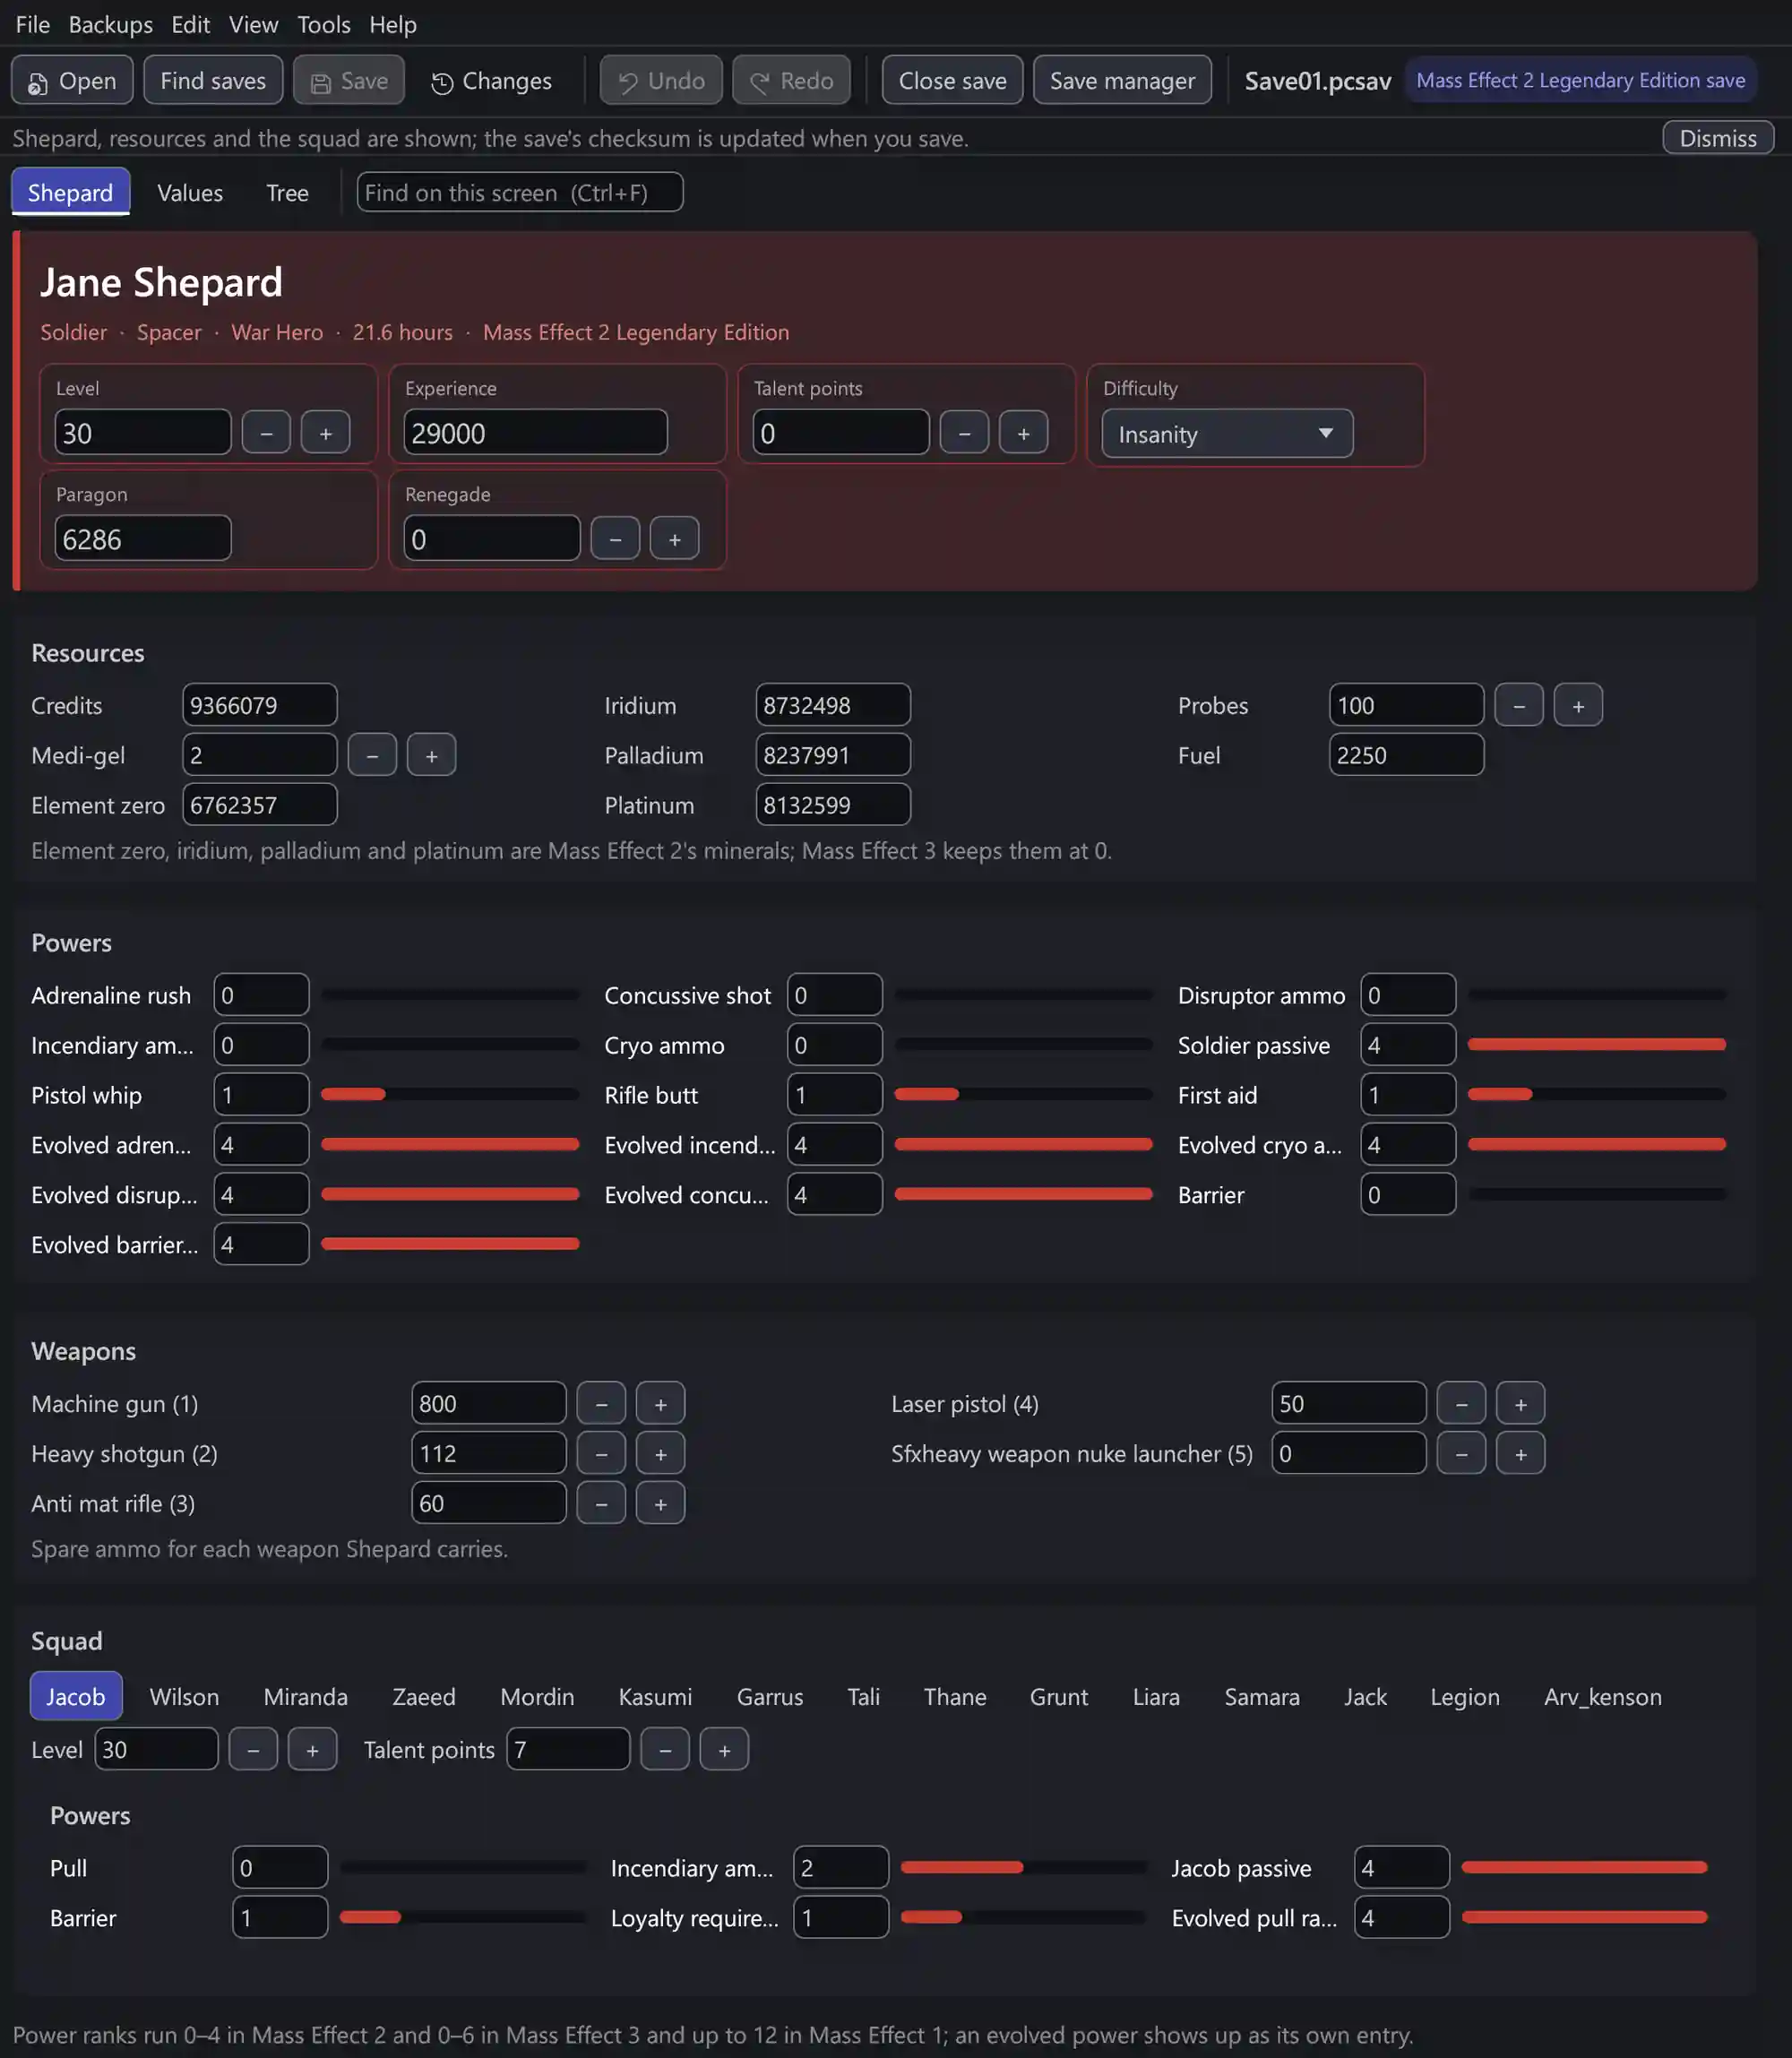 File Backups Edit View Tools Help
Open Find saves Save Changes Undo Redo Close save Save manager Save01.pcsav Mass Effect 2 Legendary Edition save
Shepard, resources and the squad are shown; the save's checksum is updated when you save. Dismiss
Shepard Values Tree Find on this screen (Ctrl+F)
Jane Shepard
Soldier · Spacer · War Hero · 21.6 hours · Mass Effect 2 Legendary Edition
Level Experience Talent points Difficulty
30 − + 29000 0 − + Insanity
Paragon Renegade
6286 0 − +
Resources
Credits 9366079 Iridium 8732498 Probes 100 − +
Medi-gel 2 − + Palladium 8237991 Fuel 2250
Element zero 6762357 Platinum 8132599
Element zero, iridium, palladium and platinum are Mass Effect 2's minerals; Mass Effect 3 keeps them at 0.
Powers
Adrenaline rush 0 Concussive shot 0 Disruptor ammo 0
Incendiary am... 0 Cryo ammo 0 Soldier passive 4
Pistol whip 1 Rifle butt 1 First aid 1
Evolved adren... 4 Evolved incend... 4 Evolved cryo a... 4
Evolved disrup... 4 Evolved concu... 4 Barrier 0
Evolved barrier... 4
Weapons
Machine gun (1) 800 − + Laser pistol (4) 50 − +
Heavy shotgun (2) 112 − + Sfxheavy weapon nuke launcher (5) 0 − +
Anti mat rifle (3) 60 − +
Spare ammo for each weapon Shepard carries.
Squad
Jacob Wilson Miranda Zaeed Mordin Kasumi Garrus Tali Thane Grunt Liara Samara Jack Legion Arv_kenson
Level 30 − + Talent points 7 − +
Powers
Pull 0 Incendiary am... 2 Jacob passive 4
Barrier 1 Loyalty require... 1 Evolved pull ra... 4
Power ranks run 0–4 in Mass Effect 2 and 0–6 in Mass Effect 3 and up to 12 in Mass Effect 1; an evolved power shows up as its own entry.